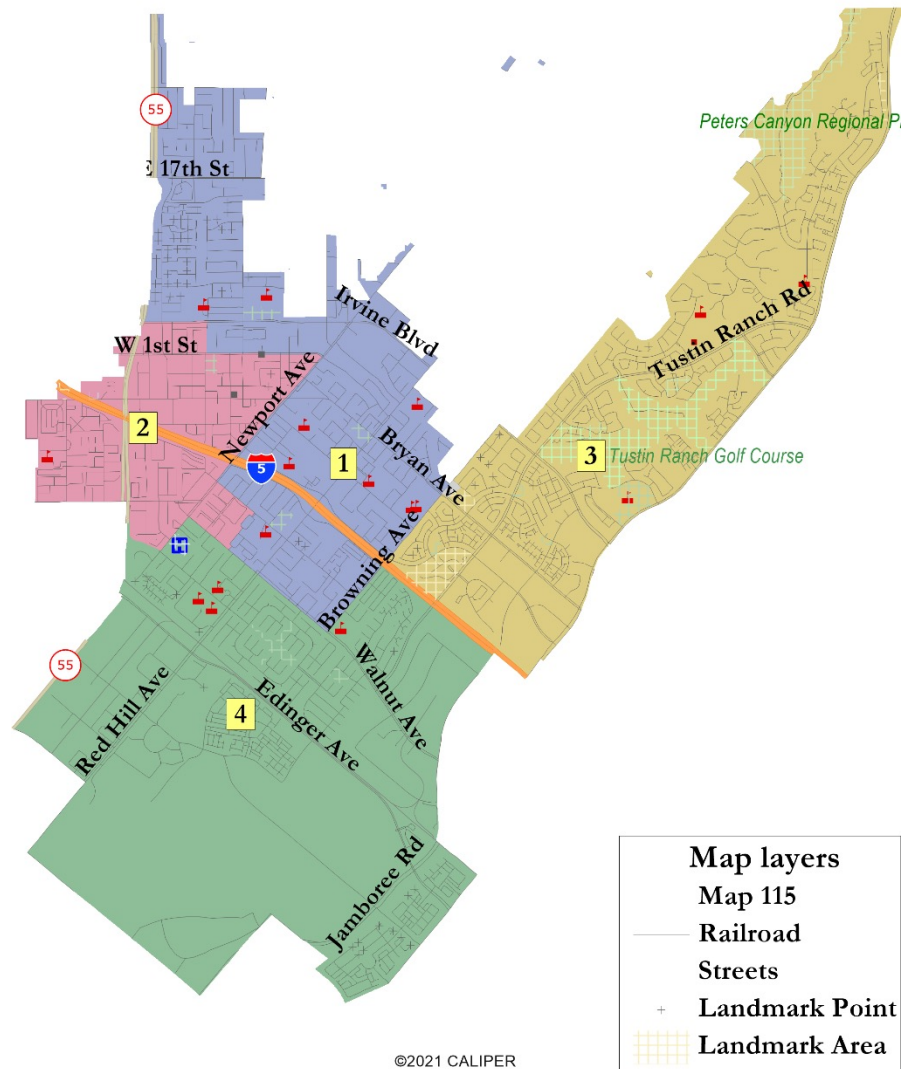 55
Peters Canyon Regional P
E 17th St
Irvine Blvd
W 1st St
Tustin Ranch Rd
Newport Ave
2
1
Bryan Ave
3
Tustin Ranch Golf Course
5
H
Browning Ave
55
Walnut Ave
Red Hill Ave
4
Edinger Ave
Jamboree Rd
Map layers
Map 115
Railroad
Streets
Landmark Point
Landmark Area
©2021 CALIPER